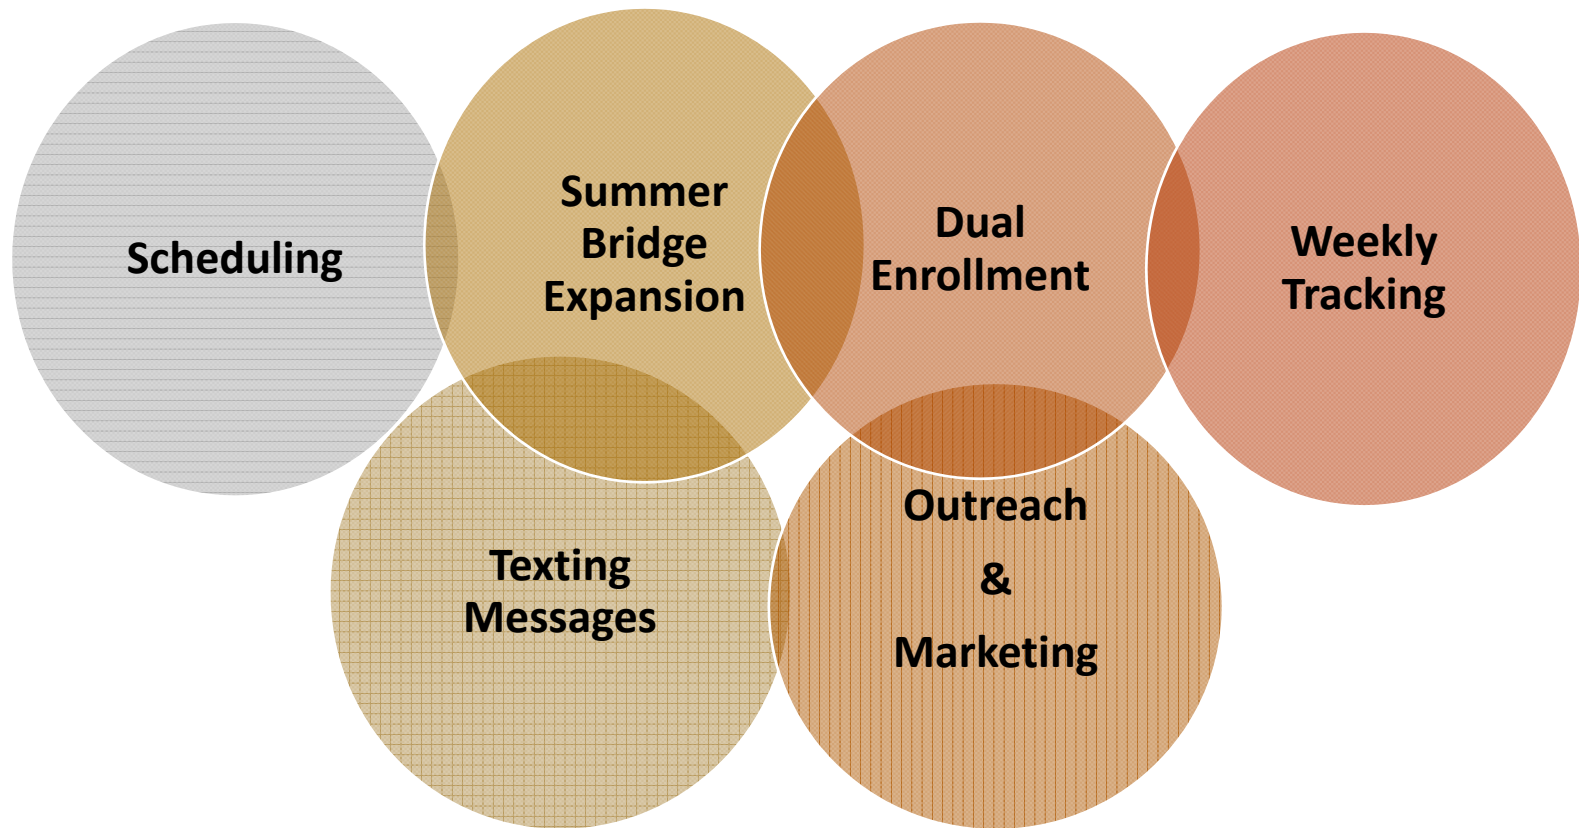 Scheduling
Summer
Bridge
Expansion
Dual
Enrollment
Weekly
Tracking
Texting
Messages
Outreach
&
Marketing